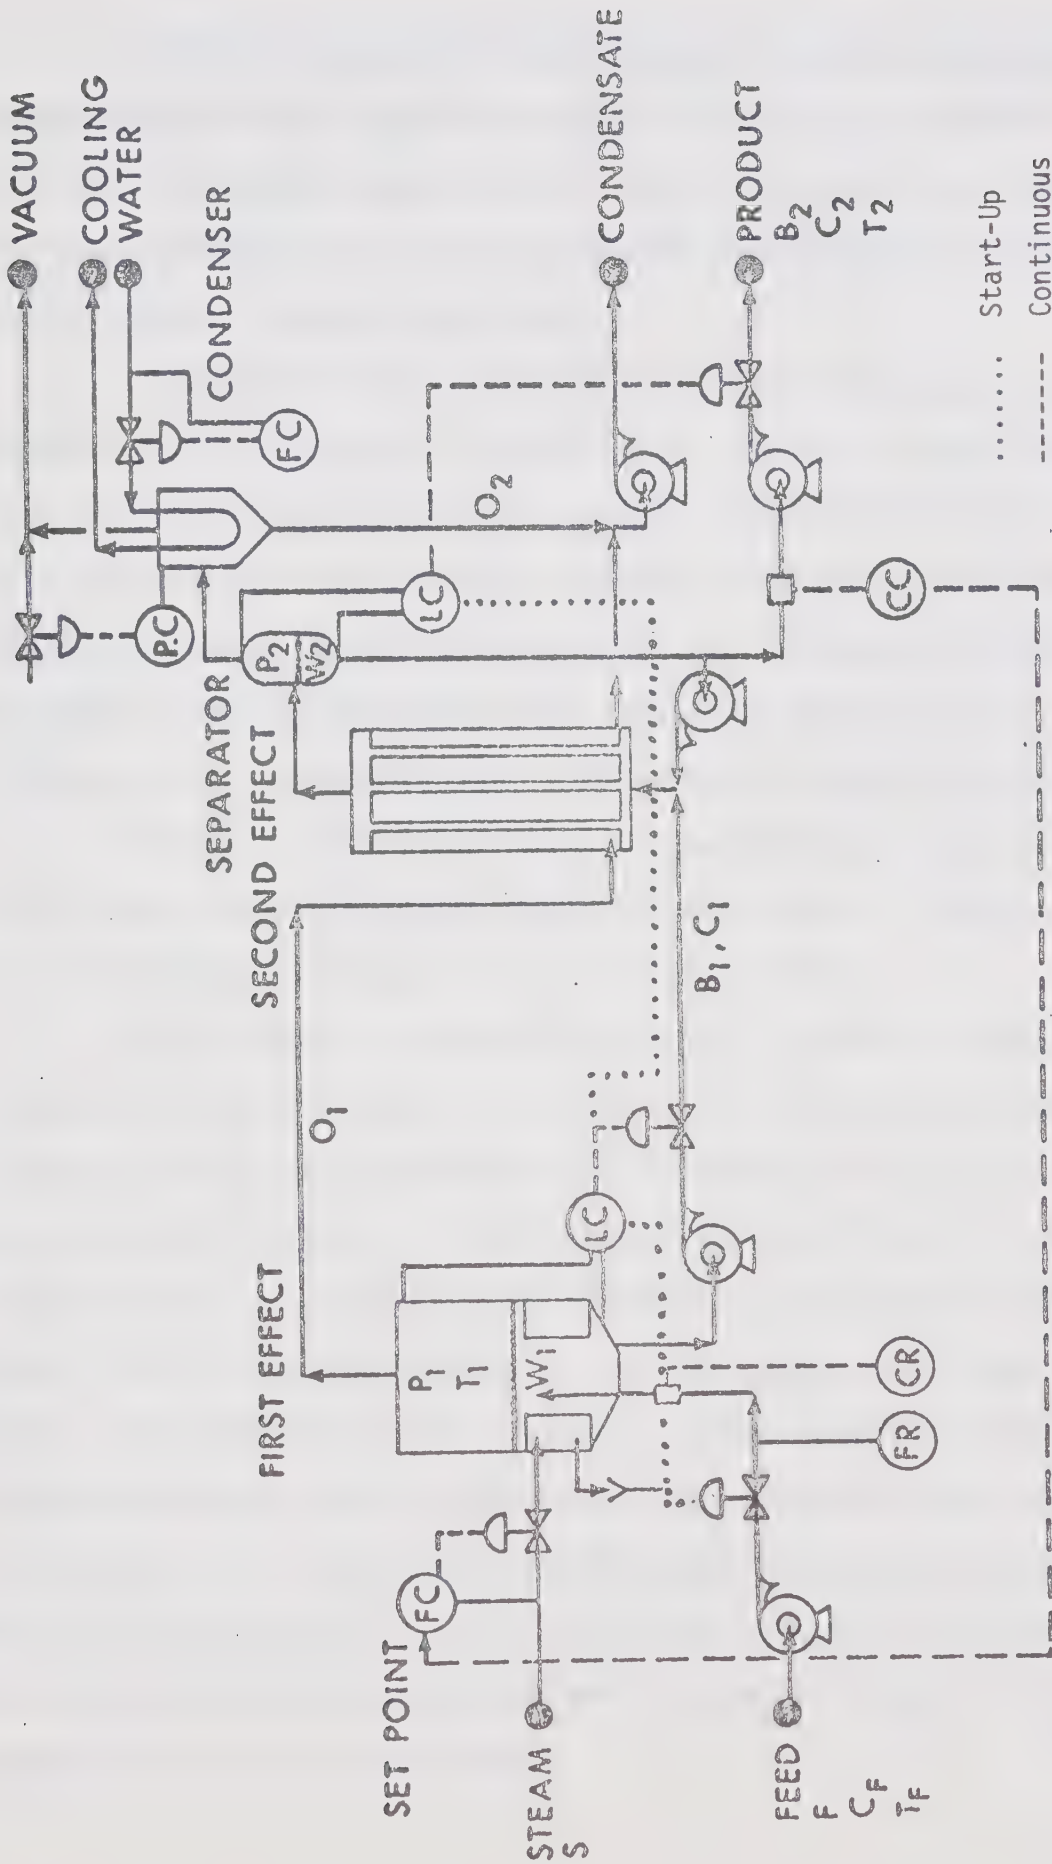 VACUUM
COOLING
WATER
CONDENSER
FC
P.C
SEPARATOR
SECOND EFFECT
P2
W2
LC
O2
CONDENSATE
PRODUCT
B2
C2
T2
CC
O1
B1, C1
FIRST EFFECT
P1
T1
W1
LC
CR
FR
SET POINT
FC
STEAM
S
FEED
F
CF
TF
....... Start-Up
------- Continuous